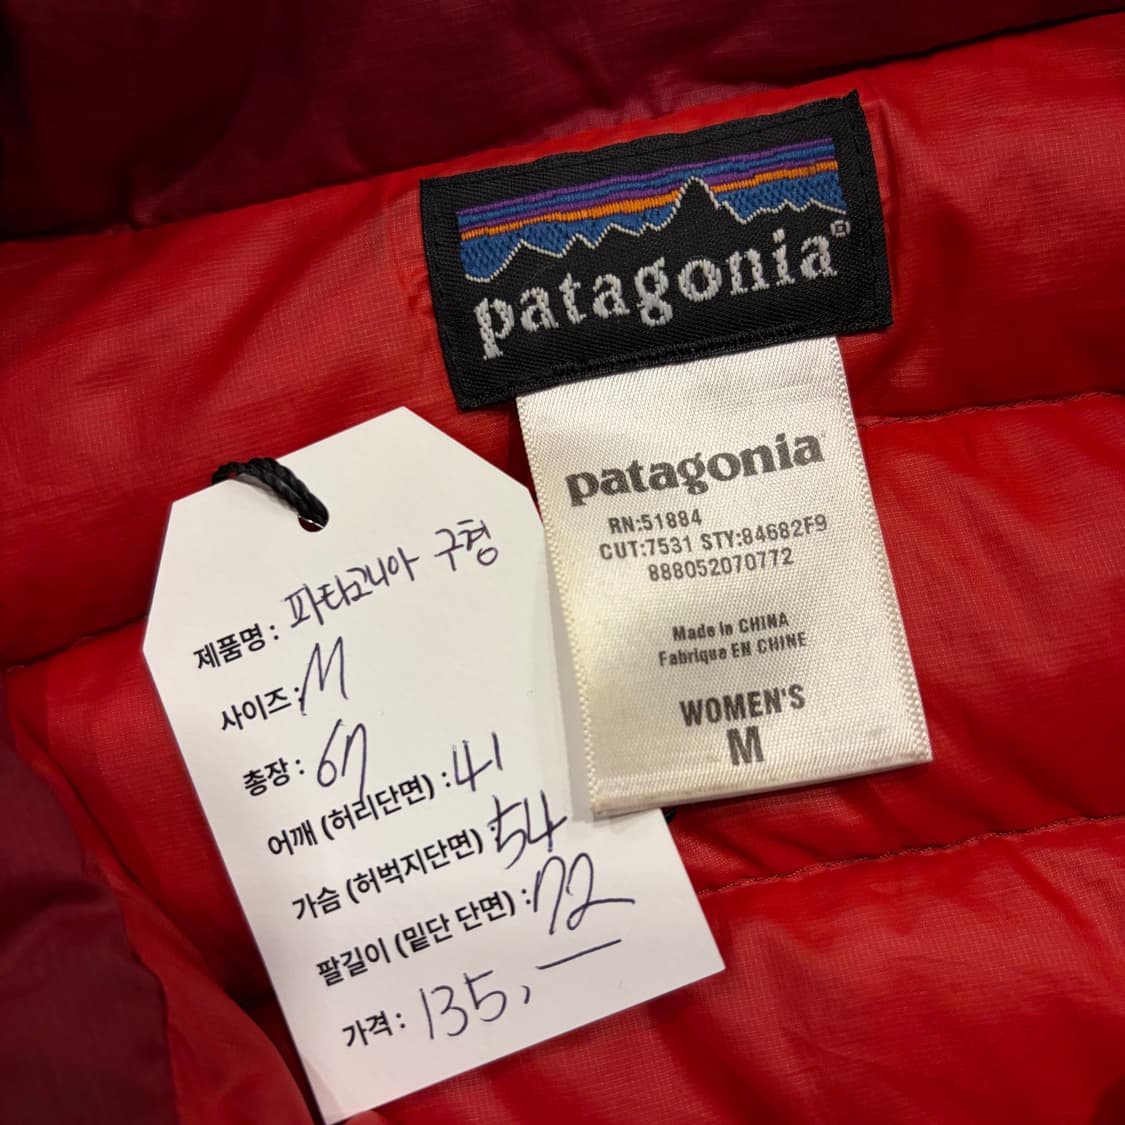 patagonia®
patagonia
RN:51884
CUT:7531 STY:84682F9
888052070772
Made in CHINA
Fabriqué EN CHINE
WOMEN'S
M
제품명 : 파타고니아 구형
사이즈 : M
총장 : 67
어깨 (허리단면) : 41
가슴 (허벅지단면) : 54
팔길이 (밑단 단면) : 72
가격 : 135,—